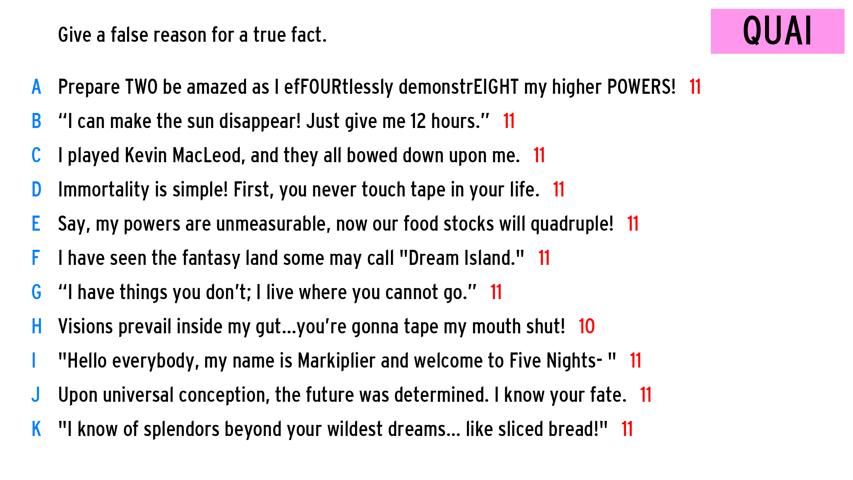 Give a false reason for a true fact.
QUAI
A Prepare TWO be amazed as I efFOURtlessly demonstrEIGHT my higher POWERS! 11
B “I can make the sun disappear! Just give me 12 hours.” 11
C I played Kevin MacLeod, and they all bowed down upon me. 11
D Immortality is simple! First, you never touch tape in your life. 11
E Say, my powers are unmeasurable, now our food stocks will quadruple! 11
F I have seen the fantasy land some may call "Dream Island." 11
G “I have things you don’t; I live where you cannot go.” 11
H Visions prevail inside my gut...you’re gonna tape my mouth shut! 10
I "Hello everybody, my name is Markiplier and welcome to Five Nights- " 11
J Upon universal conception, the future was determined. I know your fate. 11
K "I know of splendors beyond your wildest dreams... like sliced bread!" 11